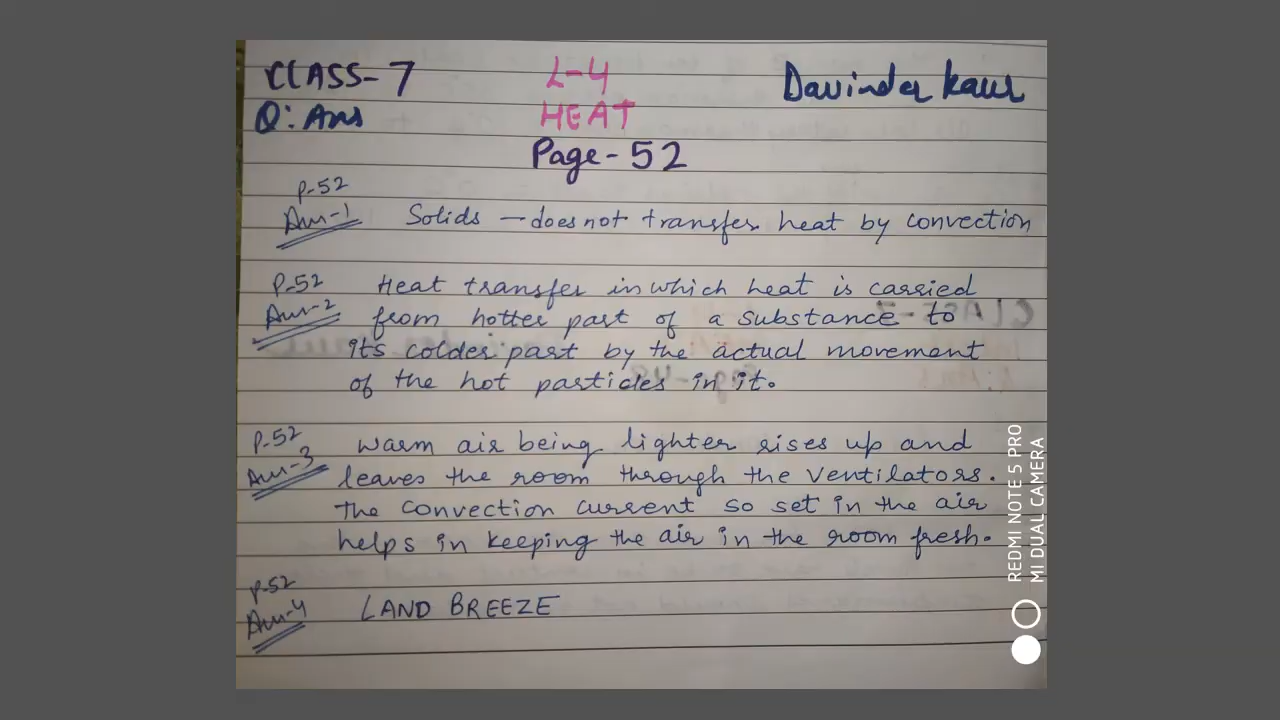 CLASS-7 L-4 Davinder Kaur
Q:Ans HEAT
Page-52
P-52
Ans-1 Solids - does not transfer heat by convection
P-52 Heat transfer in which heat is carried
Ans-2 from hotter part of a substance to
its colder part by the actual movement
of the hot particles in it.
P-52 Warm air being lighter rises up and
Ans-3 leaves the room through the ventilators.
The convection current so set in the air
helps in keeping the air in the room fresh.
P-52
Ans-4 LAND BREEZE
REDMI NOTE 5 PRO
MI DUAL CAMERA